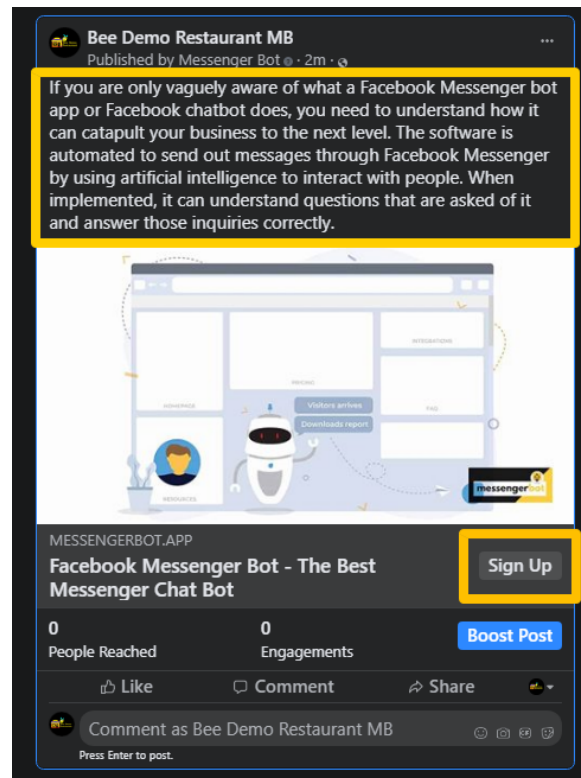 Bee Demo Restaurant MB
Published by Messenger Bot · 2m ·
If you are only vaguely aware of what a Facebook Messenger bot
app or Facebook chatbot does, you need to understand how it
can catapult your business to the next level. The software is
automated to send out messages through Facebook Messenger
by using artificial intelligence to interact with people. When
implemented, it can understand questions that are asked of it
and answer those inquiries correctly.
INTEGRATIONS
PRICING
HOMEPAGE
Visitors arrives
FAQ
Downloads report
RESOURCES
messengerbot
MESSENGERBOT.APP
Facebook Messenger Bot - The Best
Messenger Chat Bot
Sign Up
0
People Reached
0
Engagements
Boost Post
Like
Comment
Share
Comment as Bee Demo Restaurant MB
Press Enter to post.